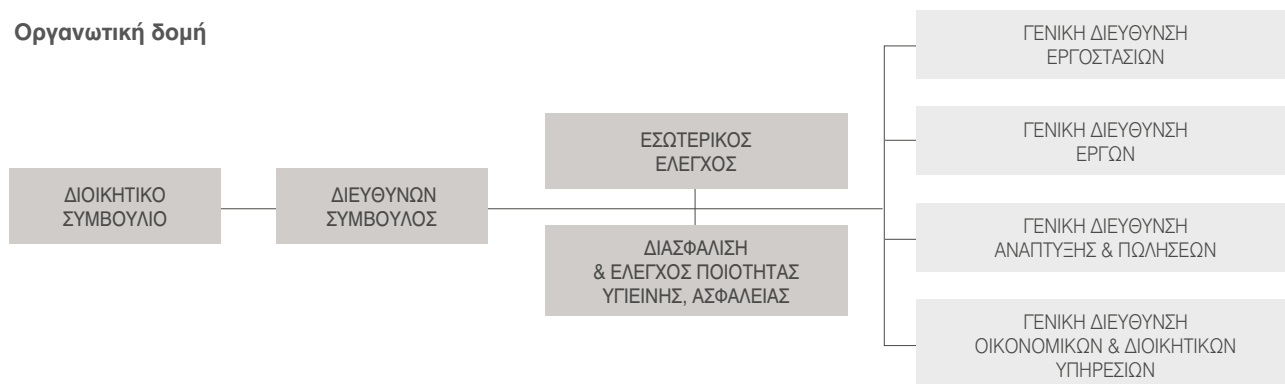 Οργανωτική δομή
ΔΙΟΙΚΗΤΙΚΟ
ΣΥΜΒΟΥΛΙΟ
ΔΙΕΥΘΥΝΩΝ
ΣΥΜΒΟΥΛΟΣ
ΕΣΩΤΕΡΙΚΟΣ
ΕΛΕΓΧΟΣ
ΔΙΑΣΦΑΛΙΣΗ
& ΕΛΕΓΧΟΣ ΠΟΙΟΤΗΤΑΣ
ΥΓΙΕΙΝΗΣ, ΑΣΦΑΛΕΙΑΣ
ΓΕΝΙΚΗ ΔΙΕΥΘΥΝΣΗ
ΕΡΓΟΣΤΑΣΙΩΝ
ΓΕΝΙΚΗ ΔΙΕΥΘΥΝΣΗ
ΕΡΓΩΝ
ΓΕΝΙΚΗ ΔΙΕΥΘΥΝΣΗ
ΑΝΑΠΤΥΞΗΣ & ΠΩΛΗΣΕΩΝ
ΓΕΝΙΚΗ ΔΙΕΥΘΥΝΣΗ
ΟΙΚΟΝΟΜΙΚΩΝ & ΔΙΟΙΚΗΤΙΚΩΝ
ΥΠΗΡΕΣΙΩΝ